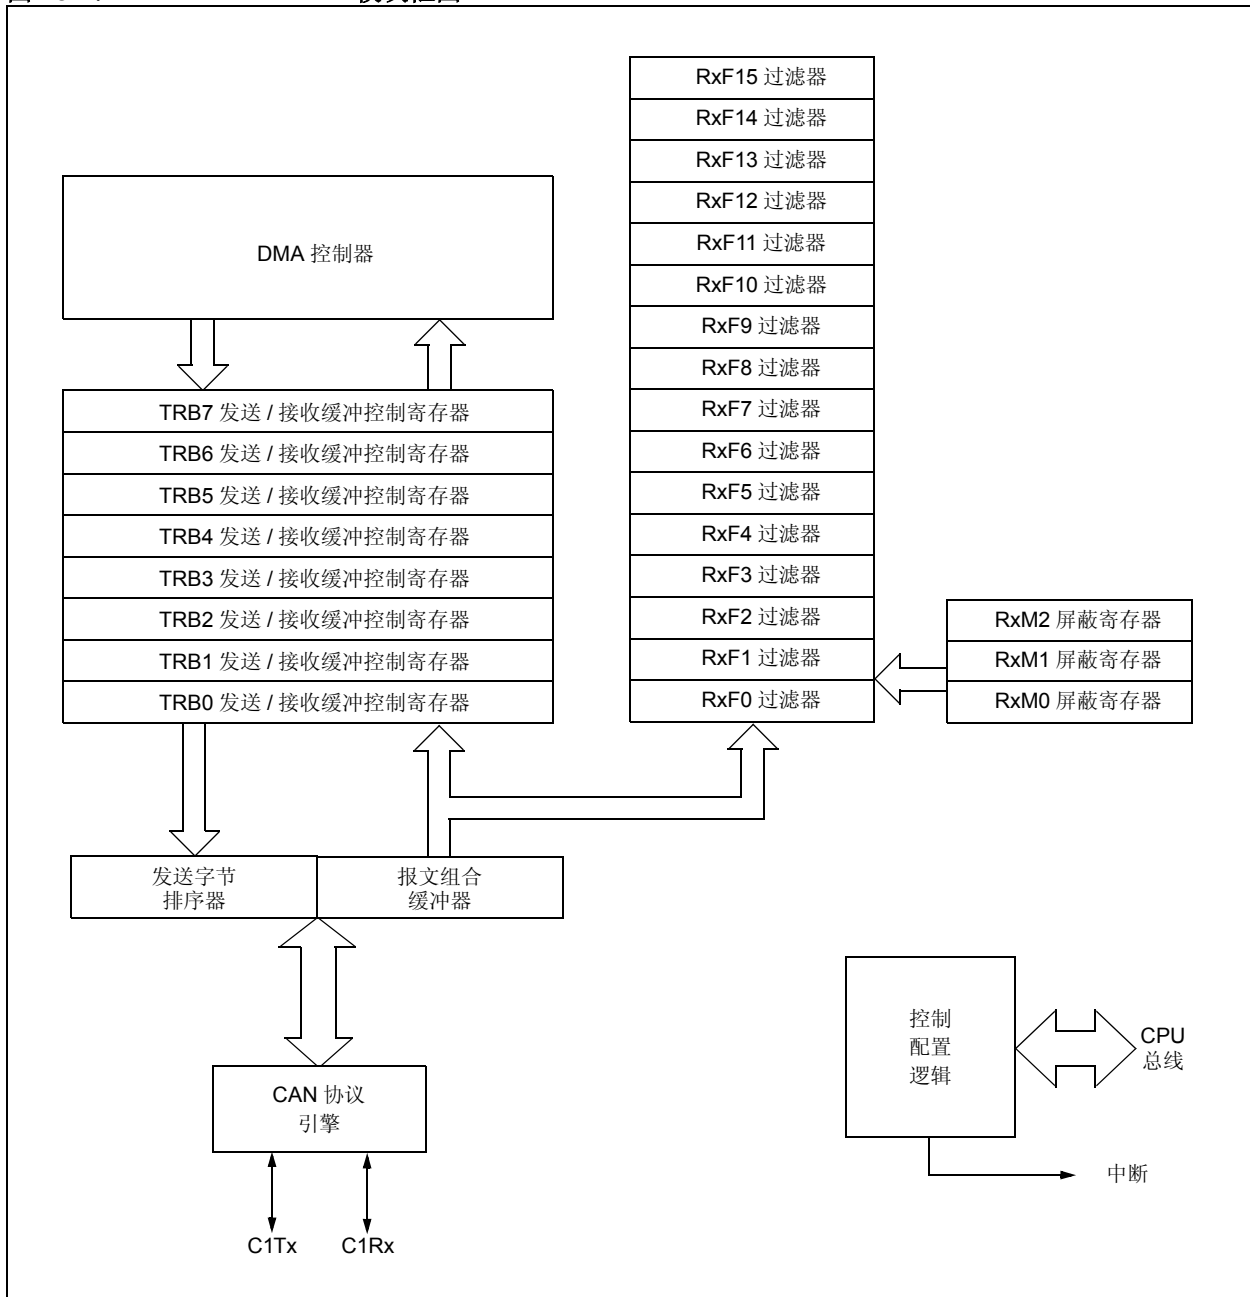 RxF15 过滤器
RxF14 过滤器
RxF13 过滤器
RxF12 过滤器
RxF11 过滤器
RxF10 过滤器
RxF9 过滤器
RxF8 过滤器
RxF7 过滤器
RxF6 过滤器
RxF5 过滤器
RxF4 过滤器
RxF3 过滤器
RxF2 过滤器
RxF1 过滤器
RxF0 过滤器
DMA 控制器
TRB7 发送 / 接收缓冲控制寄存器
TRB6 发送 / 接收缓冲控制寄存器
TRB5 发送 / 接收缓冲控制寄存器
TRB4 发送 / 接收缓冲控制寄存器
TRB3 发送 / 接收缓冲控制寄存器
TRB2 发送 / 接收缓冲控制寄存器
TRB1 发送 / 接收缓冲控制寄存器
TRB0 发送 / 接收缓冲控制寄存器
RxM2 屏蔽寄存器
RxM1 屏蔽寄存器
RxM0 屏蔽寄存器
发送字节
排序器
报文组合
缓冲器
CAN 协议
引擎
C1Tx
C1Rx
控制
配置
逻辑
CPU
总线
中断